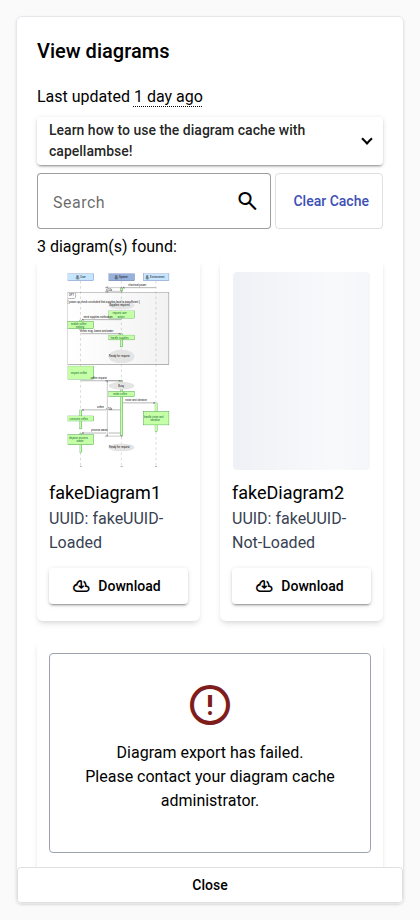 View diagrams
Last updated 1 day ago
Learn how to use the diagram cache with
capellambse!
Search
Clear Cache
3 diagram(s) found:
fakeDiagram1
UUID: fakeUUID-
Loaded
Download
fakeDiagram2
UUID: fakeUUID-
Not-Loaded
Download
Diagram export has failed.
Please contact your diagram cache
administrator.
Close